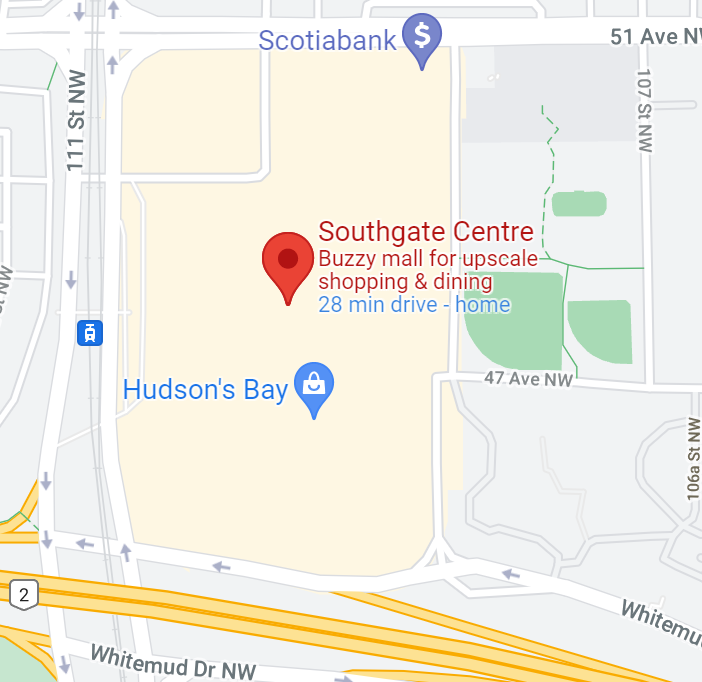 Scotiabank
51 Ave NW
111 St NW
107 St NW
Southgate Centre
Buzzy mall for upscale
shopping & dining
28 min drive - home
Hudson's Bay
47 Ave NW
106a St NW
2
Whitemud Dr NW